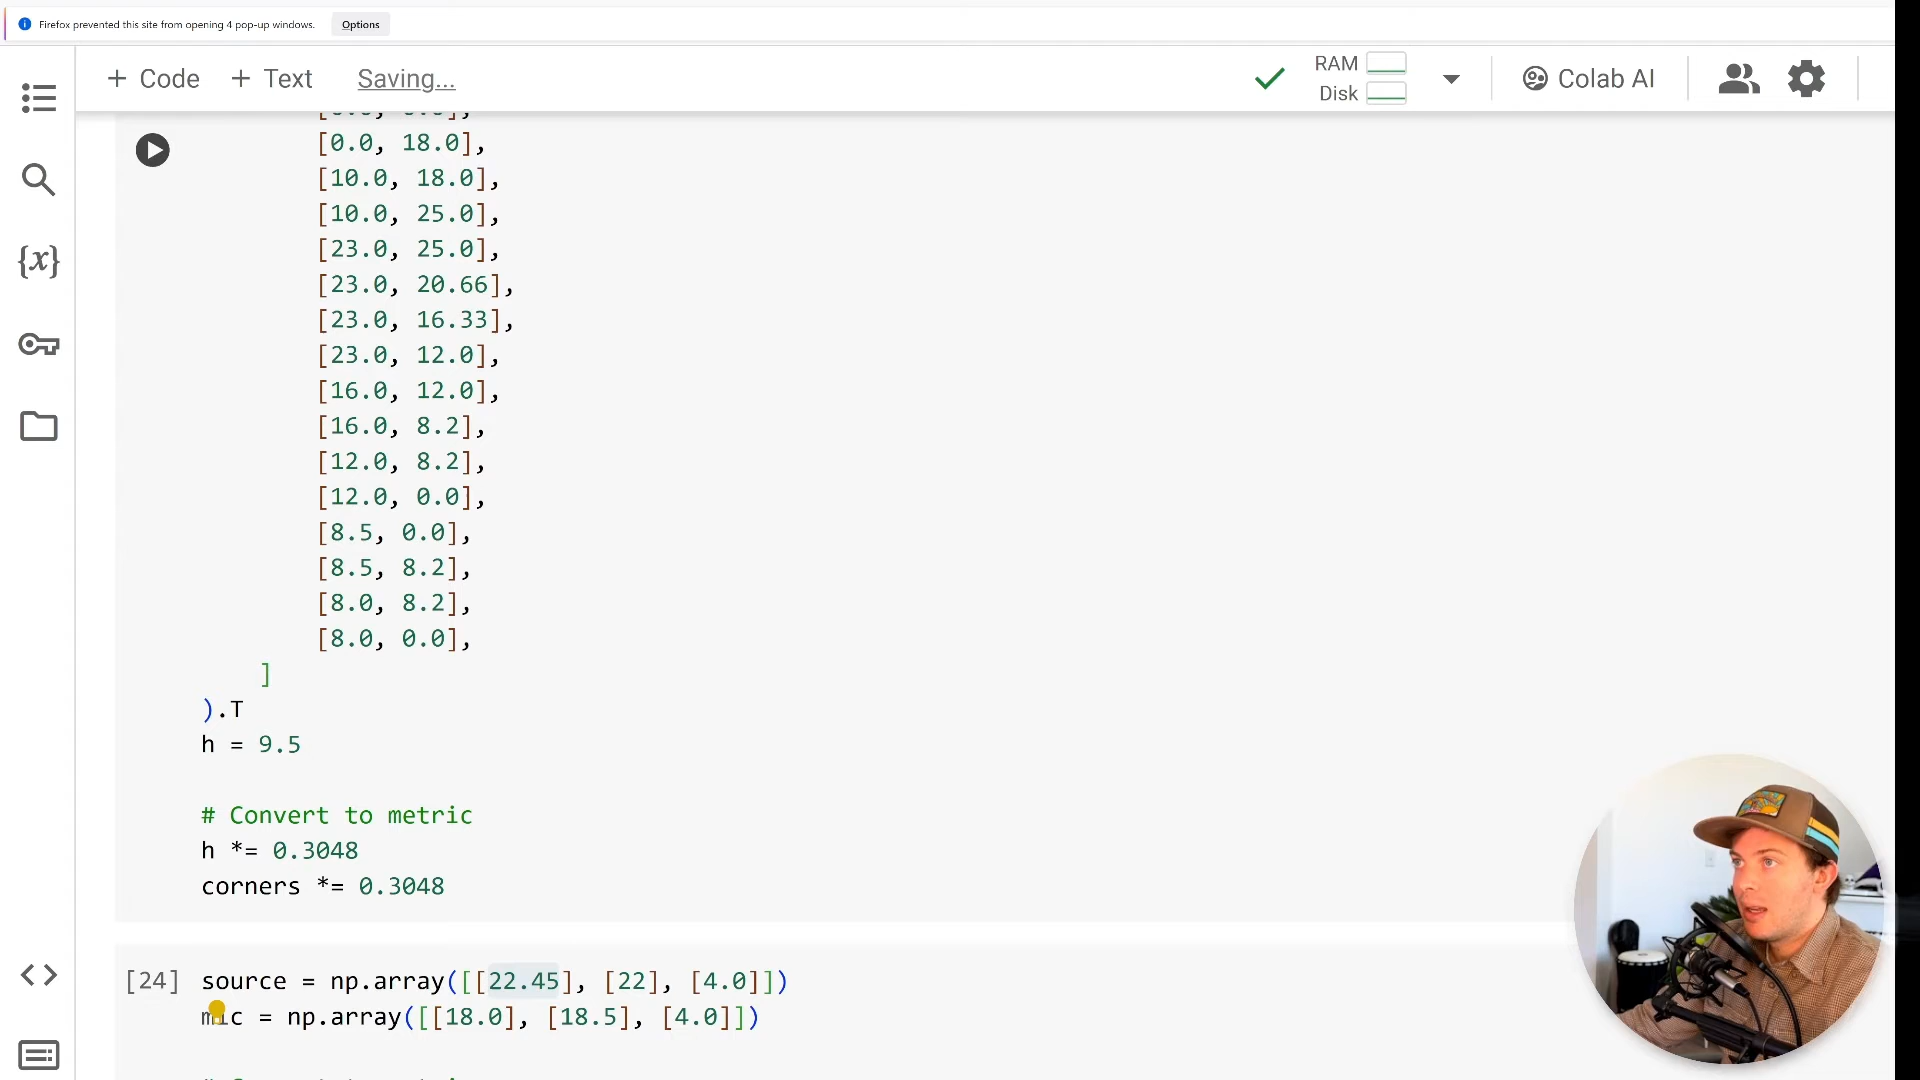 Firefox prevented this site from opening 4 pop-up windows. Options
+ Code + Text Saving... RAM Disk Colab AI
[0.0, 18.0],
[10.0, 18.0],
[10.0, 25.0],
[23.0, 25.0],
[23.0, 20.66],
[23.0, 16.33],
[23.0, 12.0],
[16.0, 12.0],
[16.0, 8.2],
[12.0, 8.2],
[12.0, 0.0],
[8.5, 0.0],
[8.5, 8.2],
[8.0, 8.2],
[8.0, 0.0],
]
).T
h = 9.5
# Convert to metric
h *= 0.3048
corners *= 0.3048
[24] source = np.array([[22.45], [22], [4.0]])
mic = np.array([[18.0], [18.5], [4.0]])
{x}